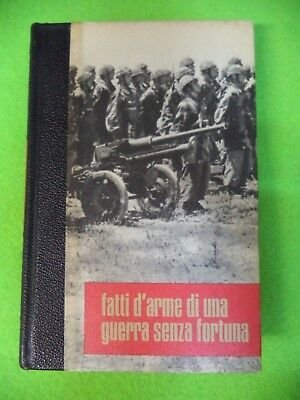 fatti d'arme di una
guerra senza fortuna